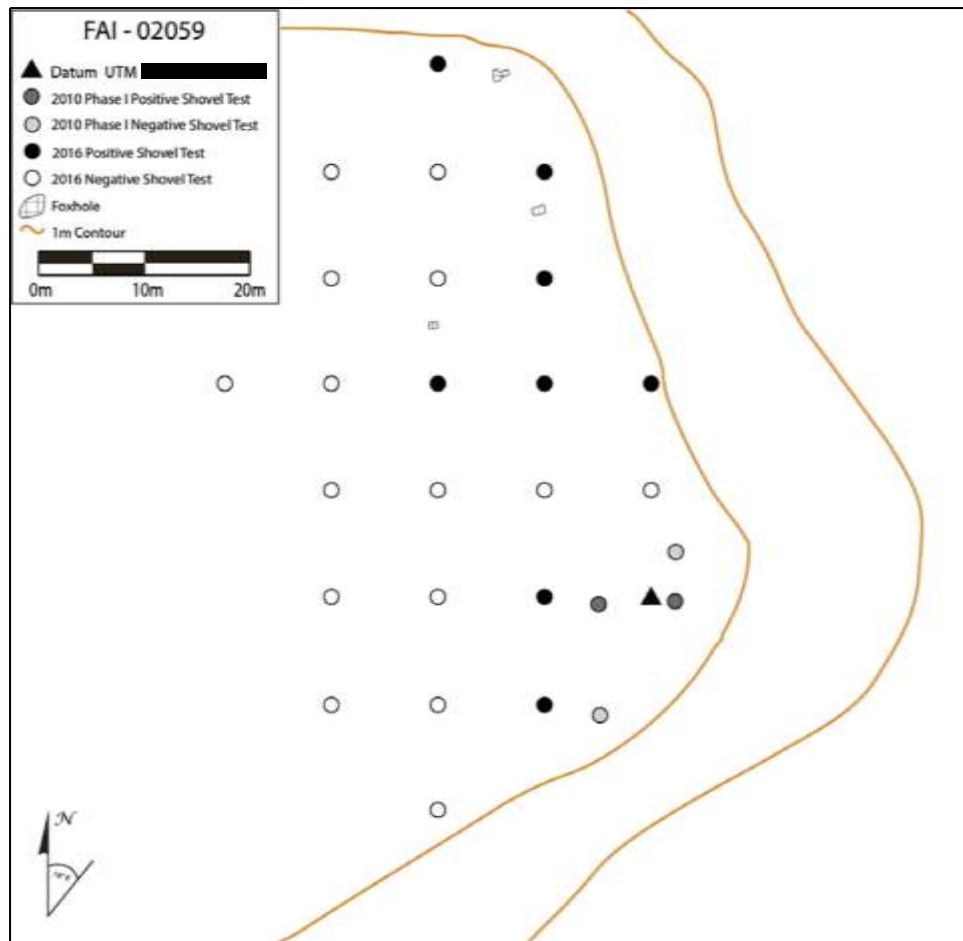 FAI - 02059
Datum UTM
2010 Phase I Positive Shovel Test
2010 Phase I Negative Shovel Test
2016 Positive Shovel Test
2016 Negative Shovel Test
Foxhole
1m Contour
0m 10m 20m
N